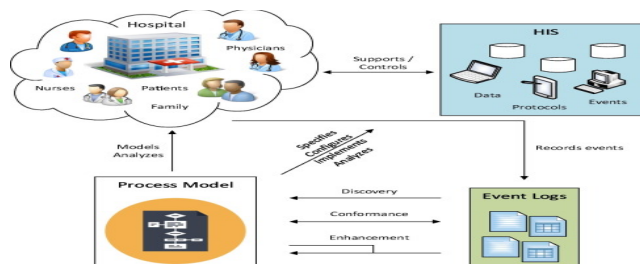 Hospital
Physicians
Nurses
Patients
Family
HIS
Data
Protocols
Events
Supports /
Controls
Models
Analyzes
Specifies
Configures
Implements
Analyzes
Records events
Process Model
Discovery
Conformance
Enhancement
Event Logs